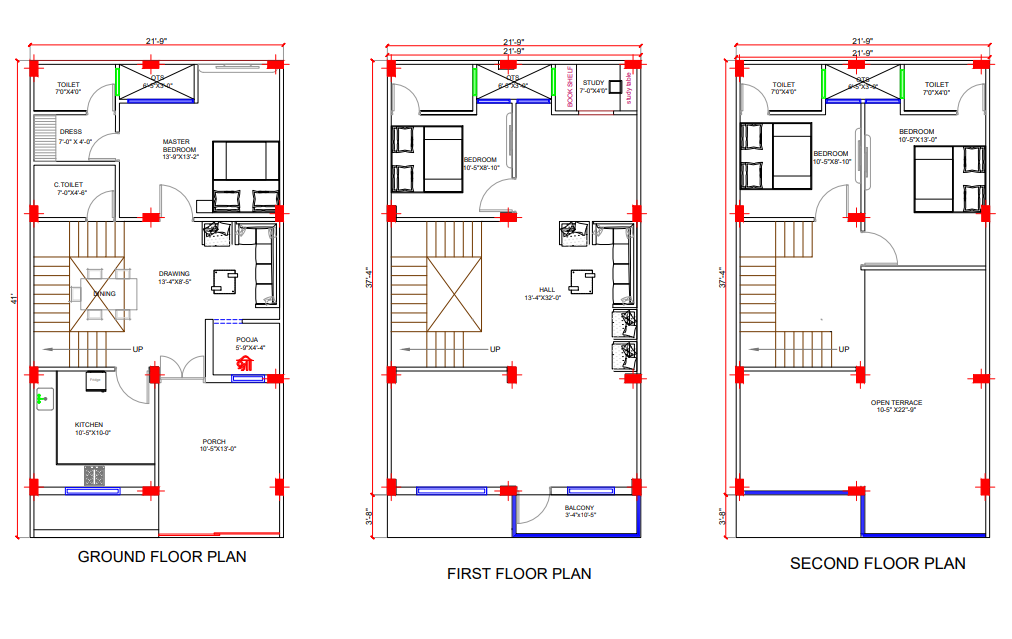 21'-9"
TOILET
7'0"X4'0"
OTS
6'-5"X3'-0"
DRESS
7'-0" X 4'-0"
MASTER
BEDROOM
13'-9"X13'-2"
C.TOILET
7'-0"X4'-6"
DRAWING
13'-4"X8'-5"
DINING
41'
UP
POOJA
5'-9"X4'-4"
श्री
KITCHEN
10'-5"X10-0"
PORCH
10'-5"X13'-0"
GROUND FLOOR PLAN
21'-9"
21'-9"
OTS
6'-5"X3'-0"
BOOK SHELF
STUDY
7'-0"X4'0"
study table
BEDROOM
10'-5"X8'-10"
37'-4"
HALL
13'-4"X32'-0"
UP
3'-8"
BALCONY
3'-4"x10'-5"
FIRST FLOOR PLAN
21'-9"
21'-9"
TOILET
7'0"X4'0"
OTS
6'-5"X3'-0"
TOILET
7'0"X4'0"
BEDROOM
10'-5"X8'-10"
BEDROOM
10'-5"X13'-0"
37'-4"
UP
OPEN TERRACE
10-5" X22"-9"
3'-8"
SECOND FLOOR PLAN